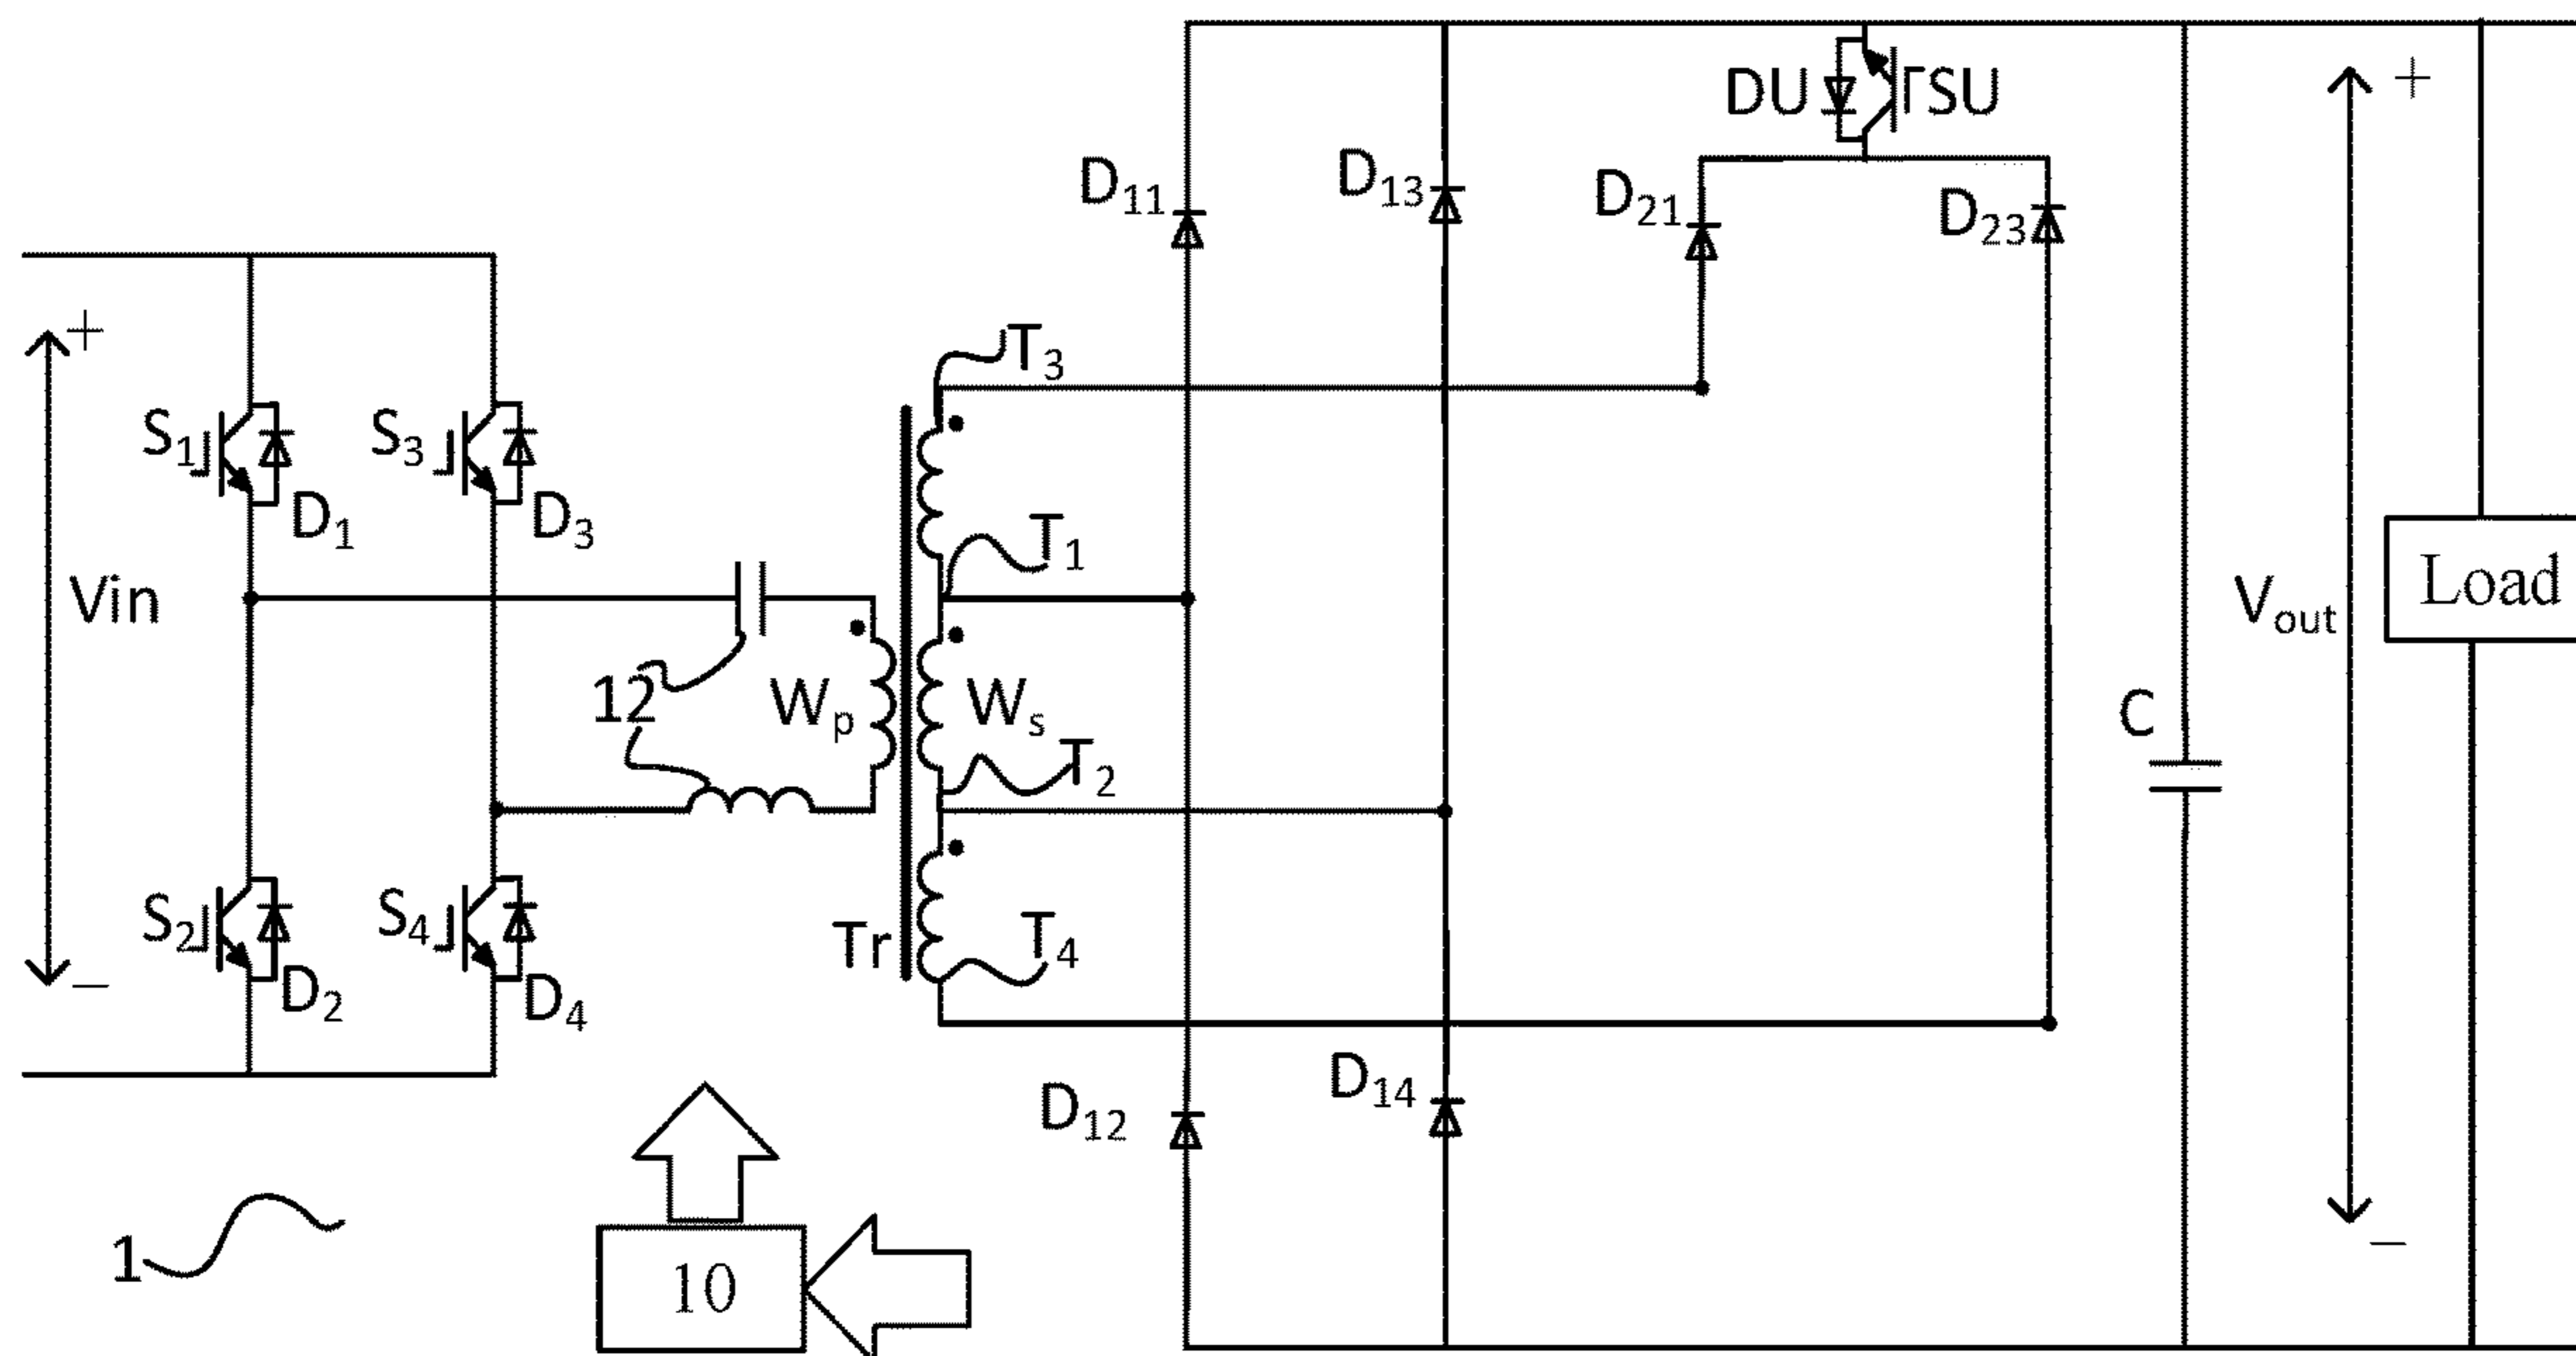 DU TSU +
D11 D13 D21 D23
+
T3
S1 S3
D1 D3
T1
Vin
Vout Load
12 Wp Ws
C
T2
S2 S4
Tr T4
− D2 D4
D12 D14
1
10
−